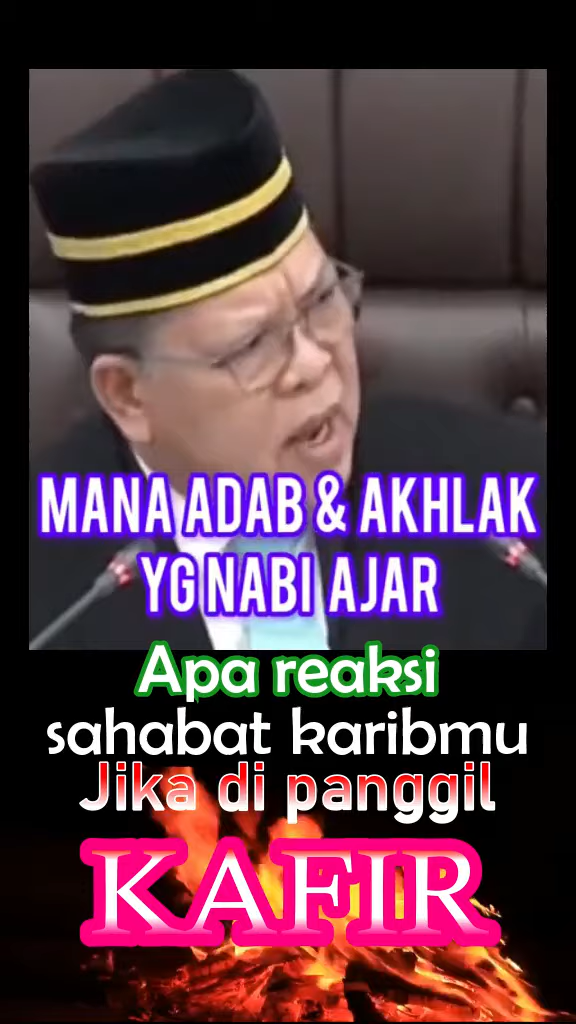 MANA ADAB & AKHLAK
YG NABI AJAR
Apa reaksi
sahabat karibmu
Jika di panggil
KAFIR